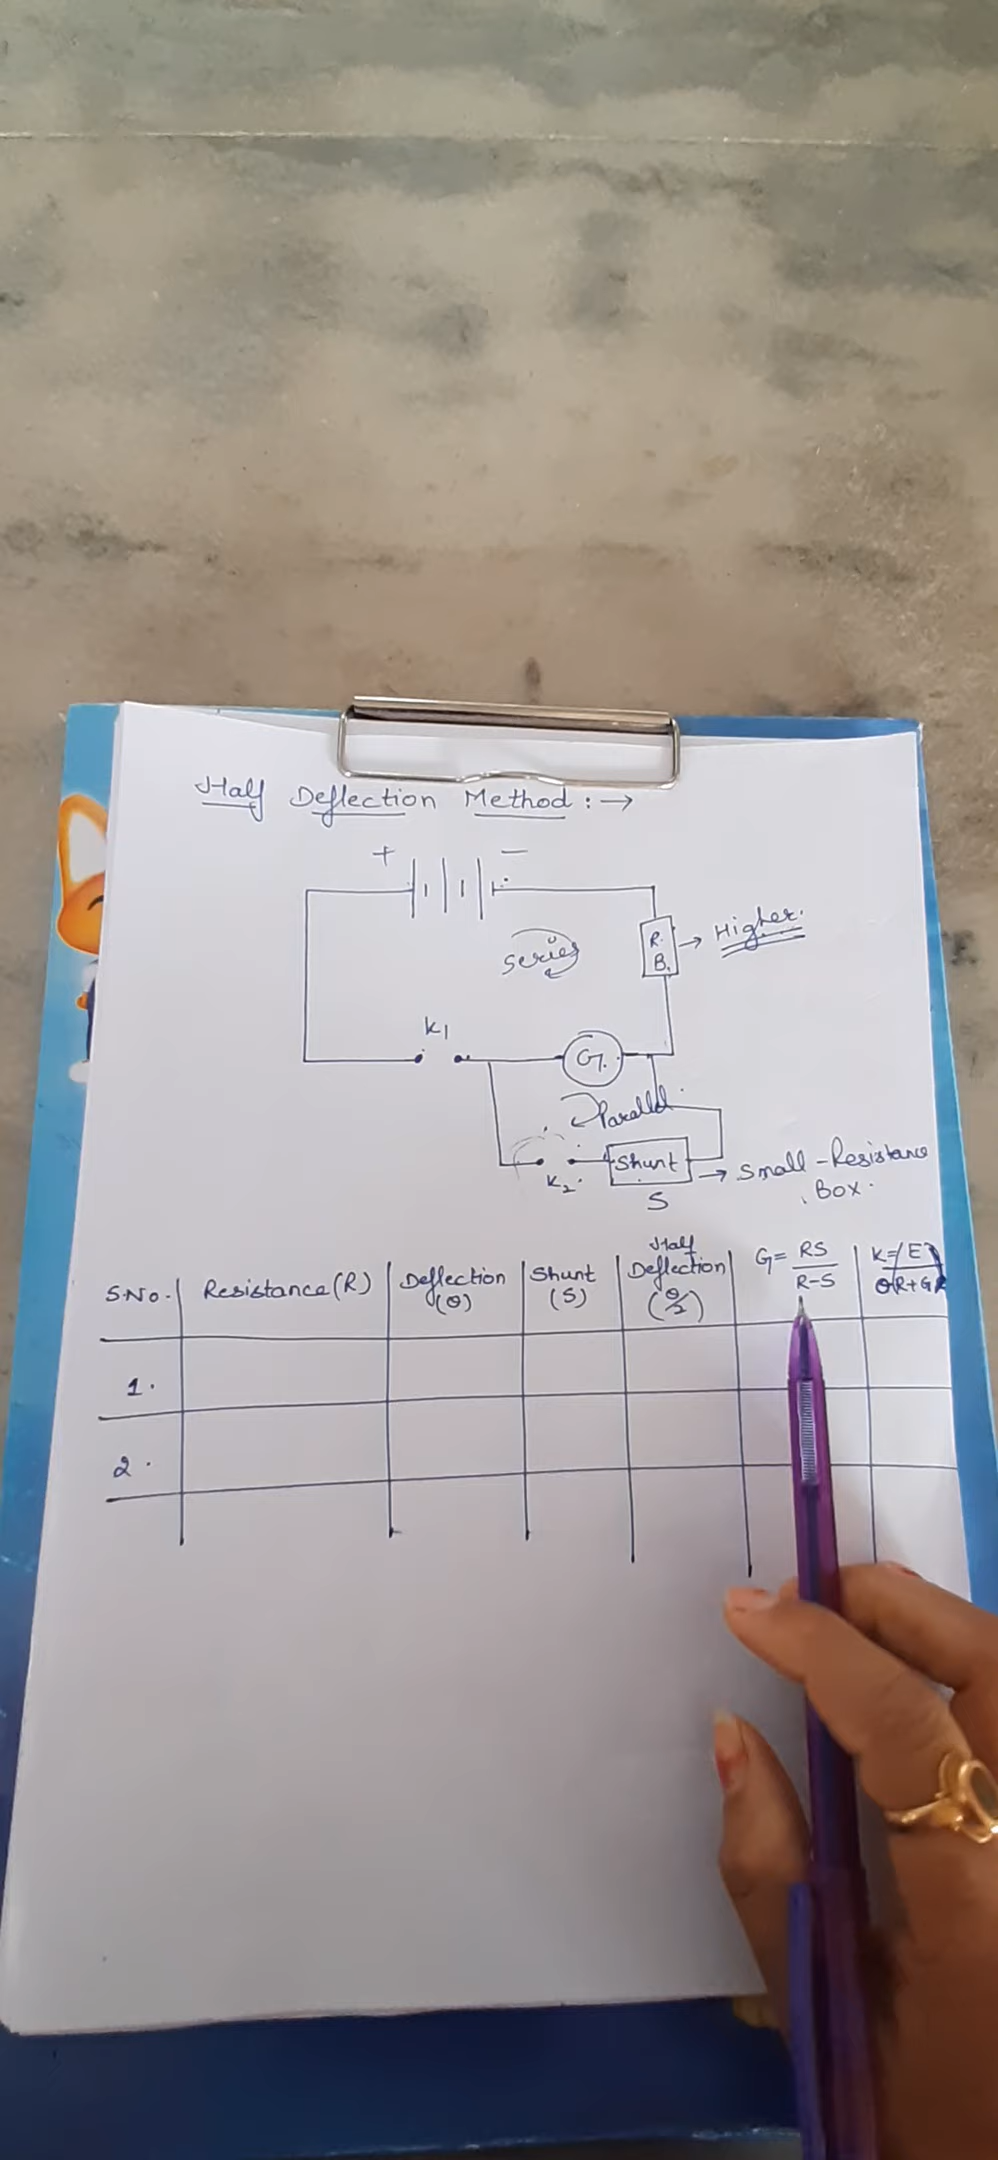 Half Deflection Method : →
+ −
R.
B. → Higher.
series
K1
G.
Parallel
K2 Shunt → Small-Resistance
Box.
S
S.No. Resistance (R) Deflection (θ) Shunt (S) Half Deflection (θ/2) G = RS/R-S K = E/θ(R+G)
1.
2.